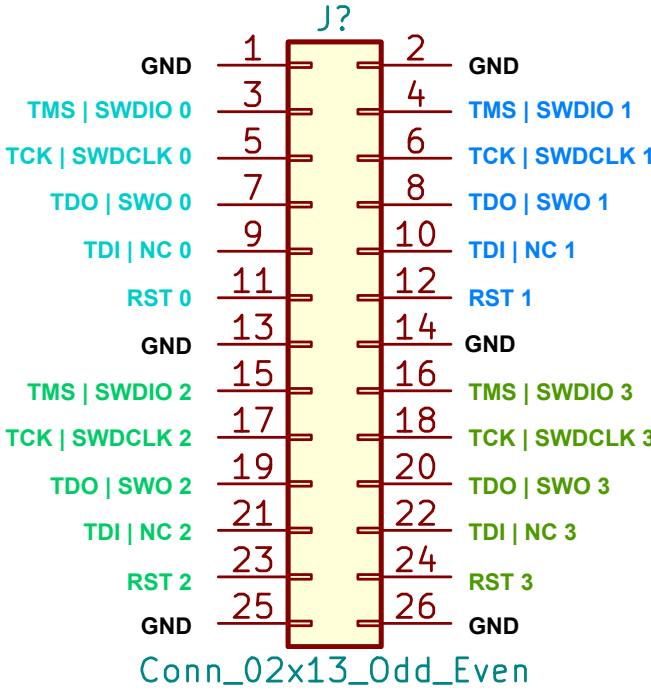 J?
GND 1 2 GND
TMS | SWDIO 0 3 4 TMS | SWDIO 1
TCK | SWDCLK 0 5 6 TCK | SWDCLK 1
TDO | SWO 0 7 8 TDO | SWO 1
TDI | NC 0 9 10 TDI | NC 1
RST 0 11 12 RST 1
GND 13 14 GND
TMS | SWDIO 2 15 16 TMS | SWDIO 3
TCK | SWDCLK 2 17 18 TCK | SWDCLK 3
TDO | SWO 2 19 20 TDO | SWO 3
TDI | NC 2 21 22 TDI | NC 3
RST 2 23 24 RST 3
GND 25 26 GND
Conn_02x13_Odd_Even